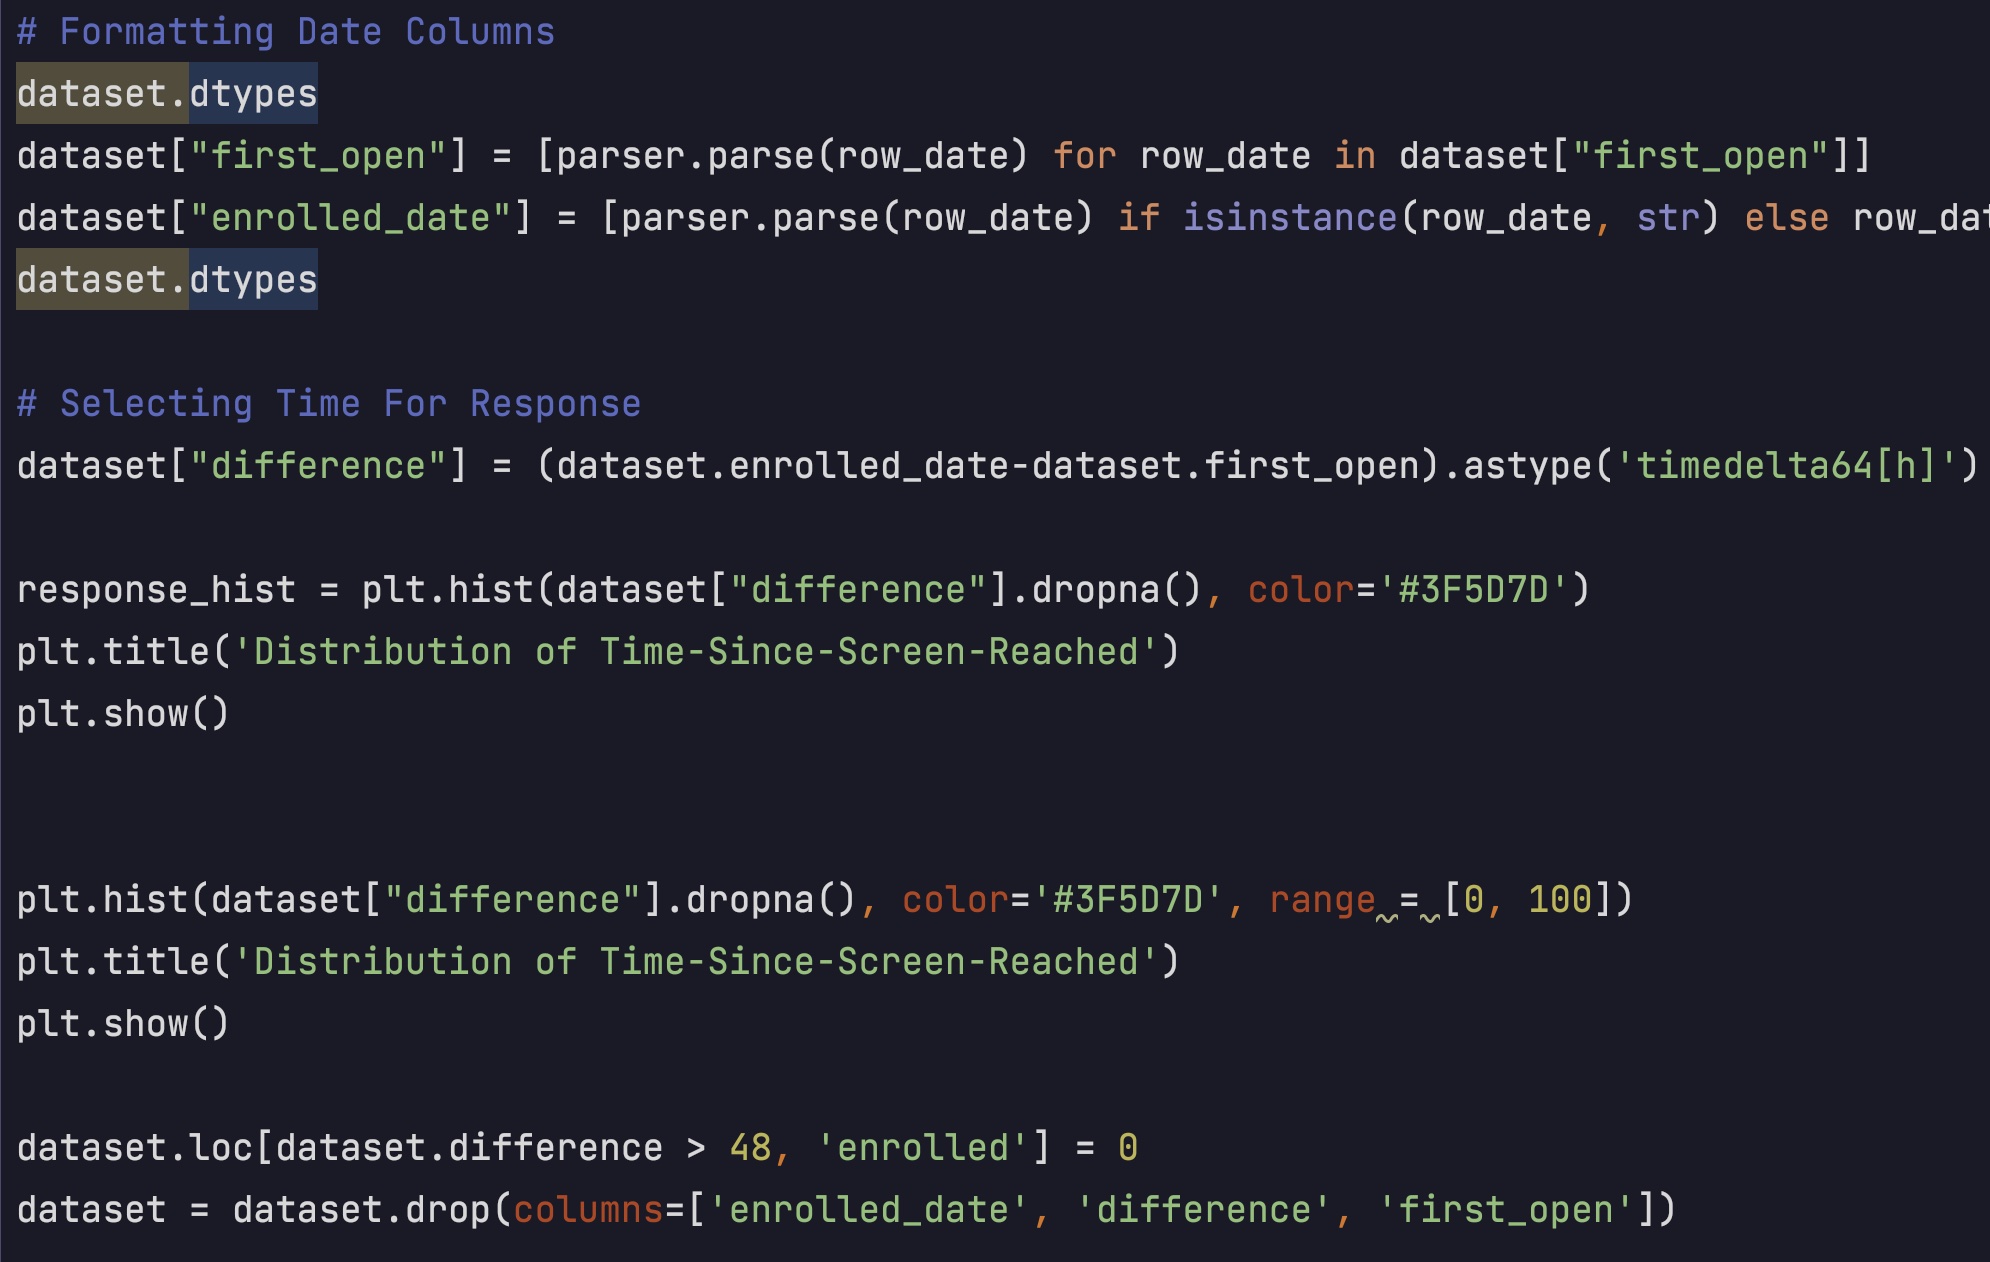 # Formatting Date Columns
dataset.dtypes
dataset["first_open"] = [parser.parse(row_date) for row_date in dataset["first_open"]]
dataset["enrolled_date"] = [parser.parse(row_date) if isinstance(row_date, str) else row_dat
dataset.dtypes
# Selecting Time For Response
dataset["difference"] = (dataset.enrolled_date-dataset.first_open).astype('timedelta64[h]')
response_hist = plt.hist(dataset["difference"].dropna(), color='#3F5D7D')
plt.title('Distribution of Time-Since-Screen-Reached')
plt.show()
plt.hist(dataset["difference"].dropna(), color='#3F5D7D', range = [0, 100])
plt.title('Distribution of Time-Since-Screen-Reached')
plt.show()
dataset.loc[dataset.difference > 48, 'enrolled'] = 0
dataset = dataset.drop(columns=['enrolled_date', 'difference', 'first_open'])